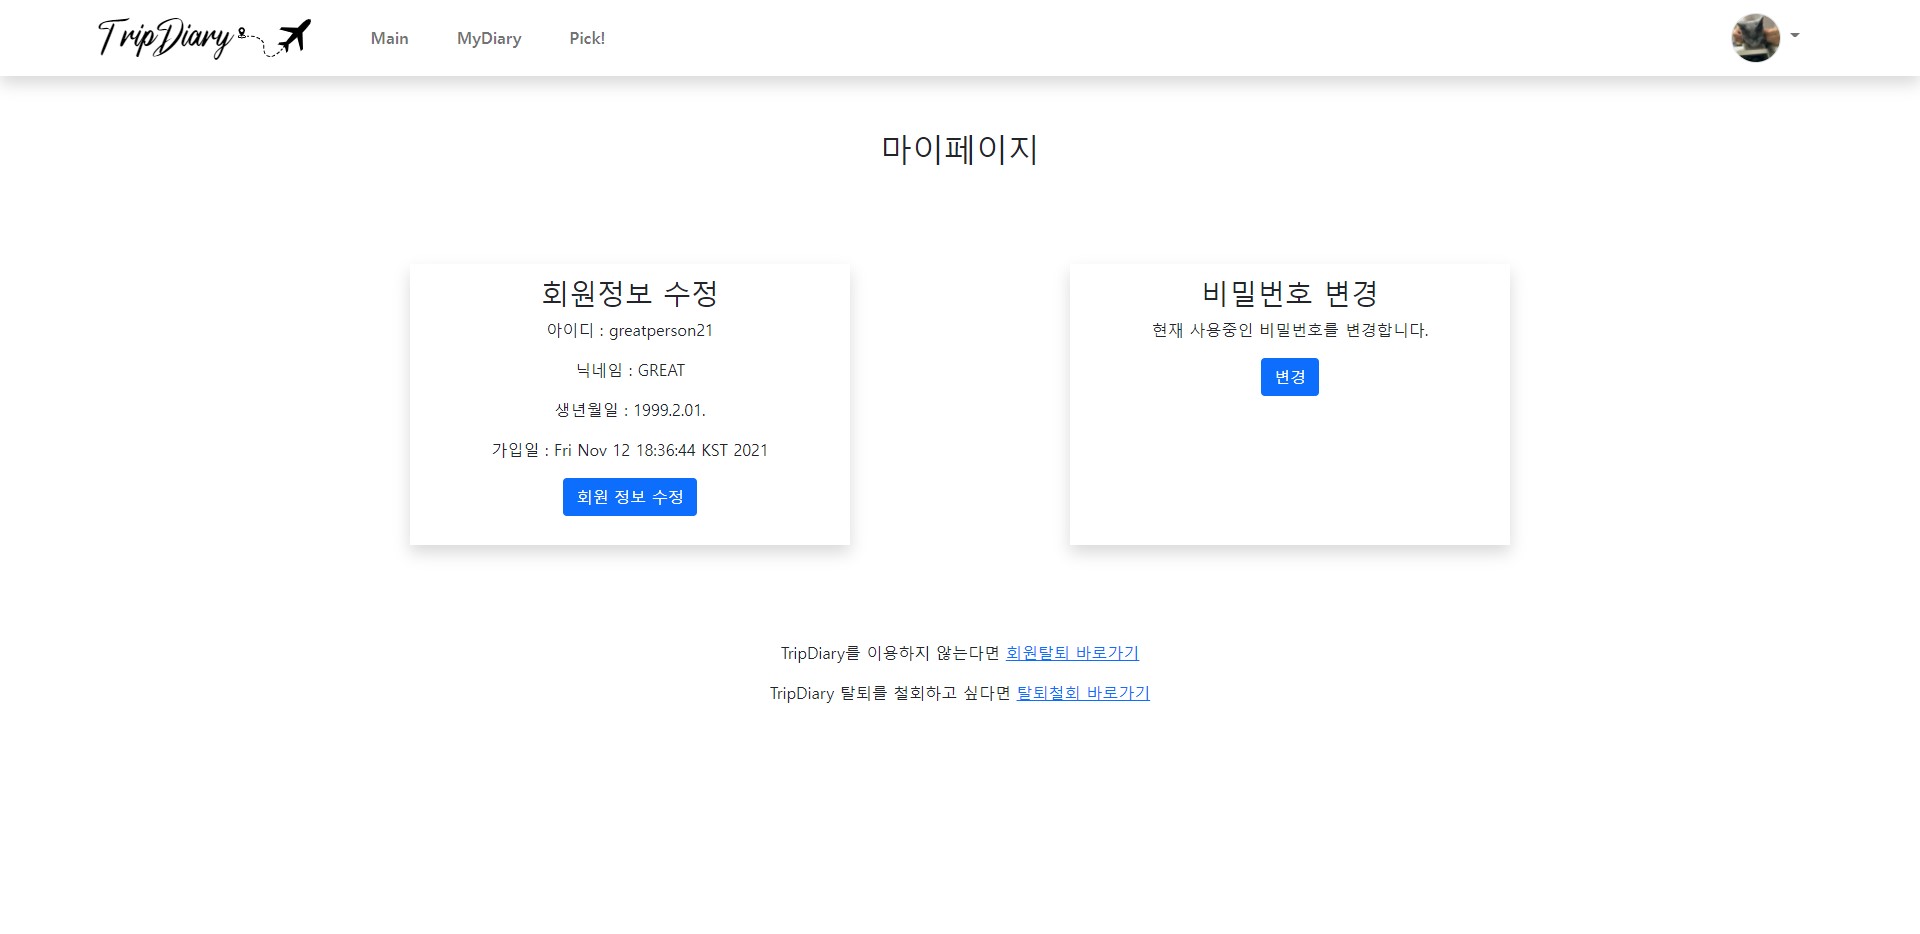 TripDiary
Main
MyDiary
Pick!
마이페이지
회원정보 수정
아이디 : greatperson21
닉네임 : GREAT
생년월일 : 1999.2.01.
가입일 : Fri Nov 12 18:36:44 KST 2021
회원 정보 수정
비밀번호 변경
현재 사용중인 비밀번호를 변경합니다.
변경
TripDiary를 이용하지 않는다면 회원탈퇴 바로가기
TripDiary 탈퇴를 철회하고 싶다면 탈퇴철회 바로가기